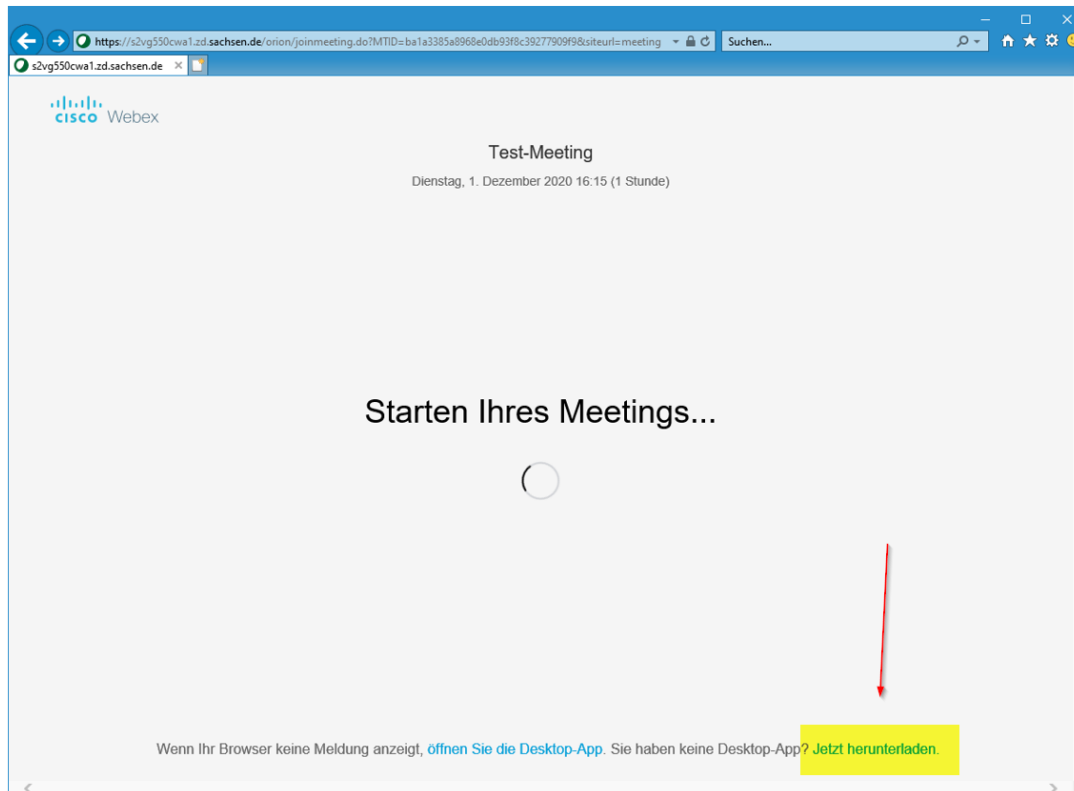 https://s2vg550cwa1.zd.sachsen.de/orion/joinmeeting.do?MTID=ba1a3385a8968e0db93f8c39277909f9&siteurl=meeting
Suchen...
s2vg550cwa1.zd.sachsen.de
cisco Webex
Test-Meeting
Dienstag, 1. Dezember 2020 16:15 (1 Stunde)
Starten Ihres Meetings...
Wenn Ihr Browser keine Meldung anzeigt, öffnen Sie die Desktop-App. Sie haben keine Desktop-App? Jetzt herunterladen.